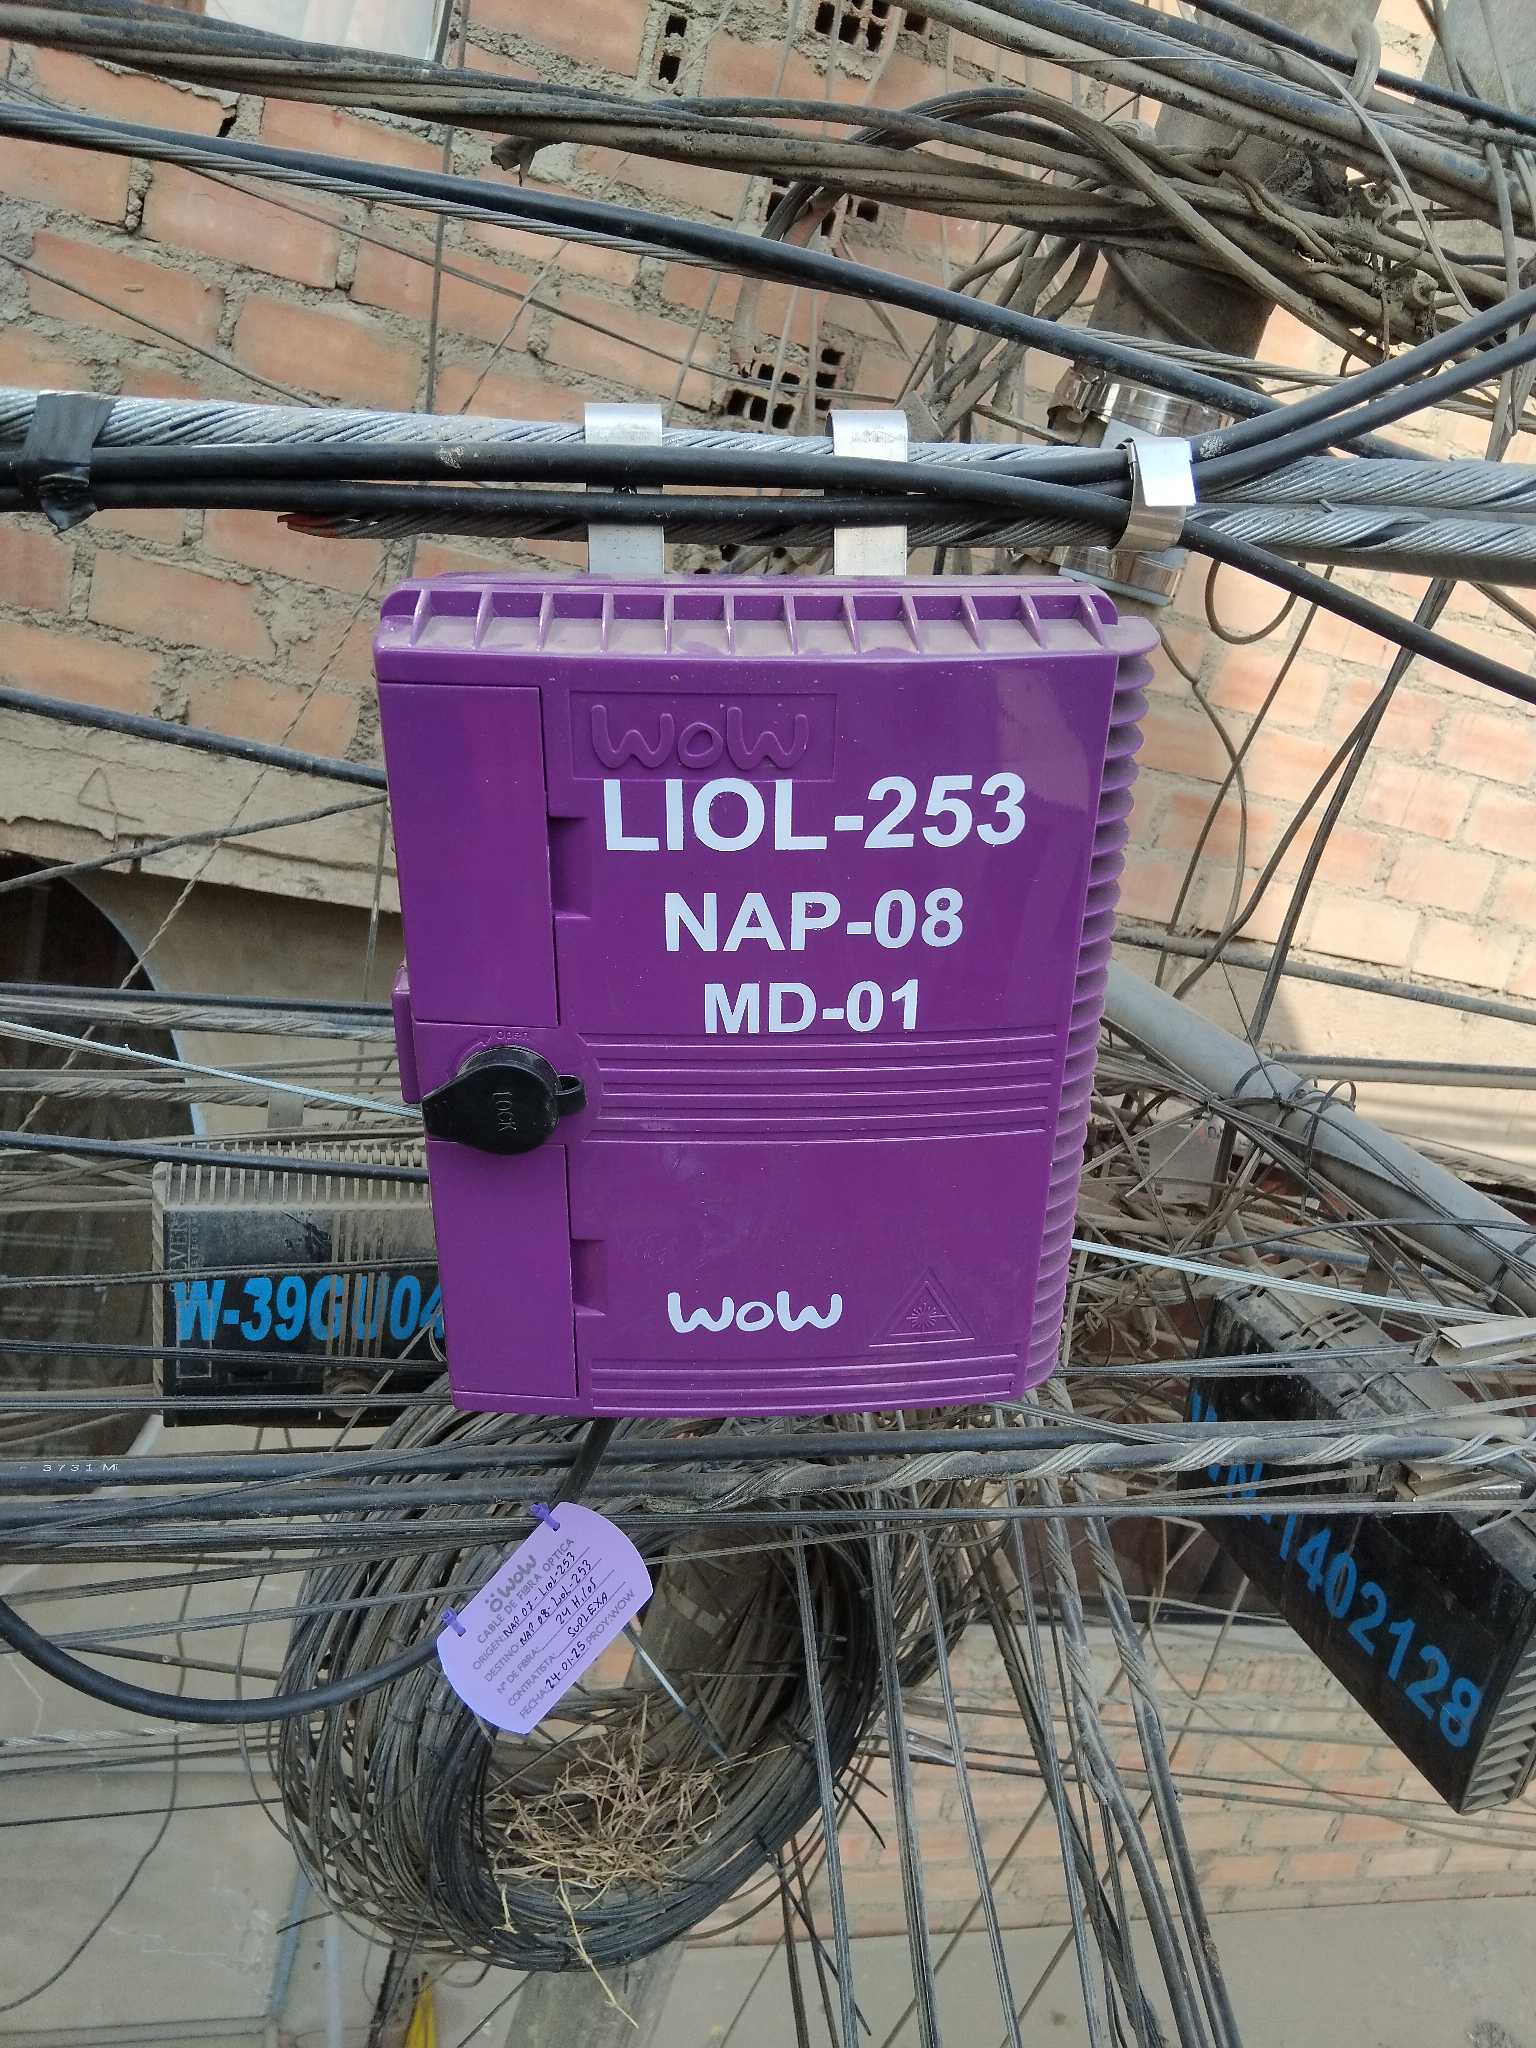 WOW
LIOL-253
NAP-08
MD-01
Open
LOCK
WOW
W-39GU04
3731 M
1402128
WOW
CABLE DE FIBRA OPTICA
ORIGEN: NAP 07-LIOL-253
DESTINO: NAP 08-LIOL-253
N° DE FIBRA: 24 Hilos
CONTRATISTA: SUPLEXA
FECHA: 24-01-25 PROY: WOW